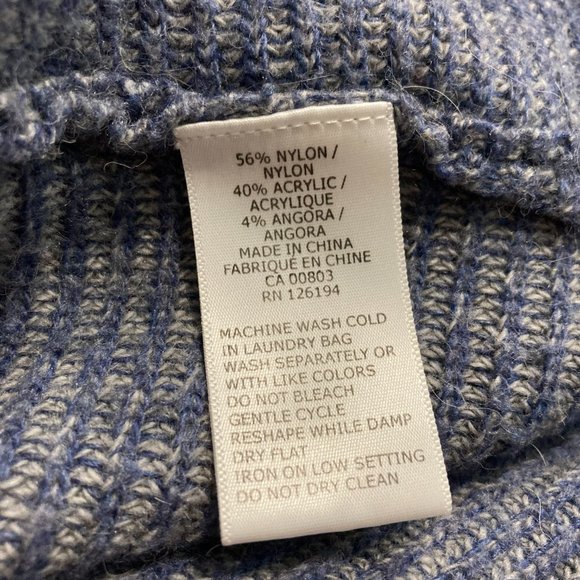 56% NYLON /
NYLON
40% ACRYLIC /
ACRYLIQUE
4% ANGORA /
ANGORA
MADE IN CHINA
FABRIQUÉ EN CHINE
CA 00803
RN 126194
MACHINE WASH COLD
IN LAUNDRY BAG
WASH SEPARATELY OR
WITH LIKE COLORS
DO NOT BLEACH
GENTLE CYCLE
RESHAPE WHILE DAMP
DRY FLAT
IRON ON LOW SETTING
DO NOT DRY CLEAN